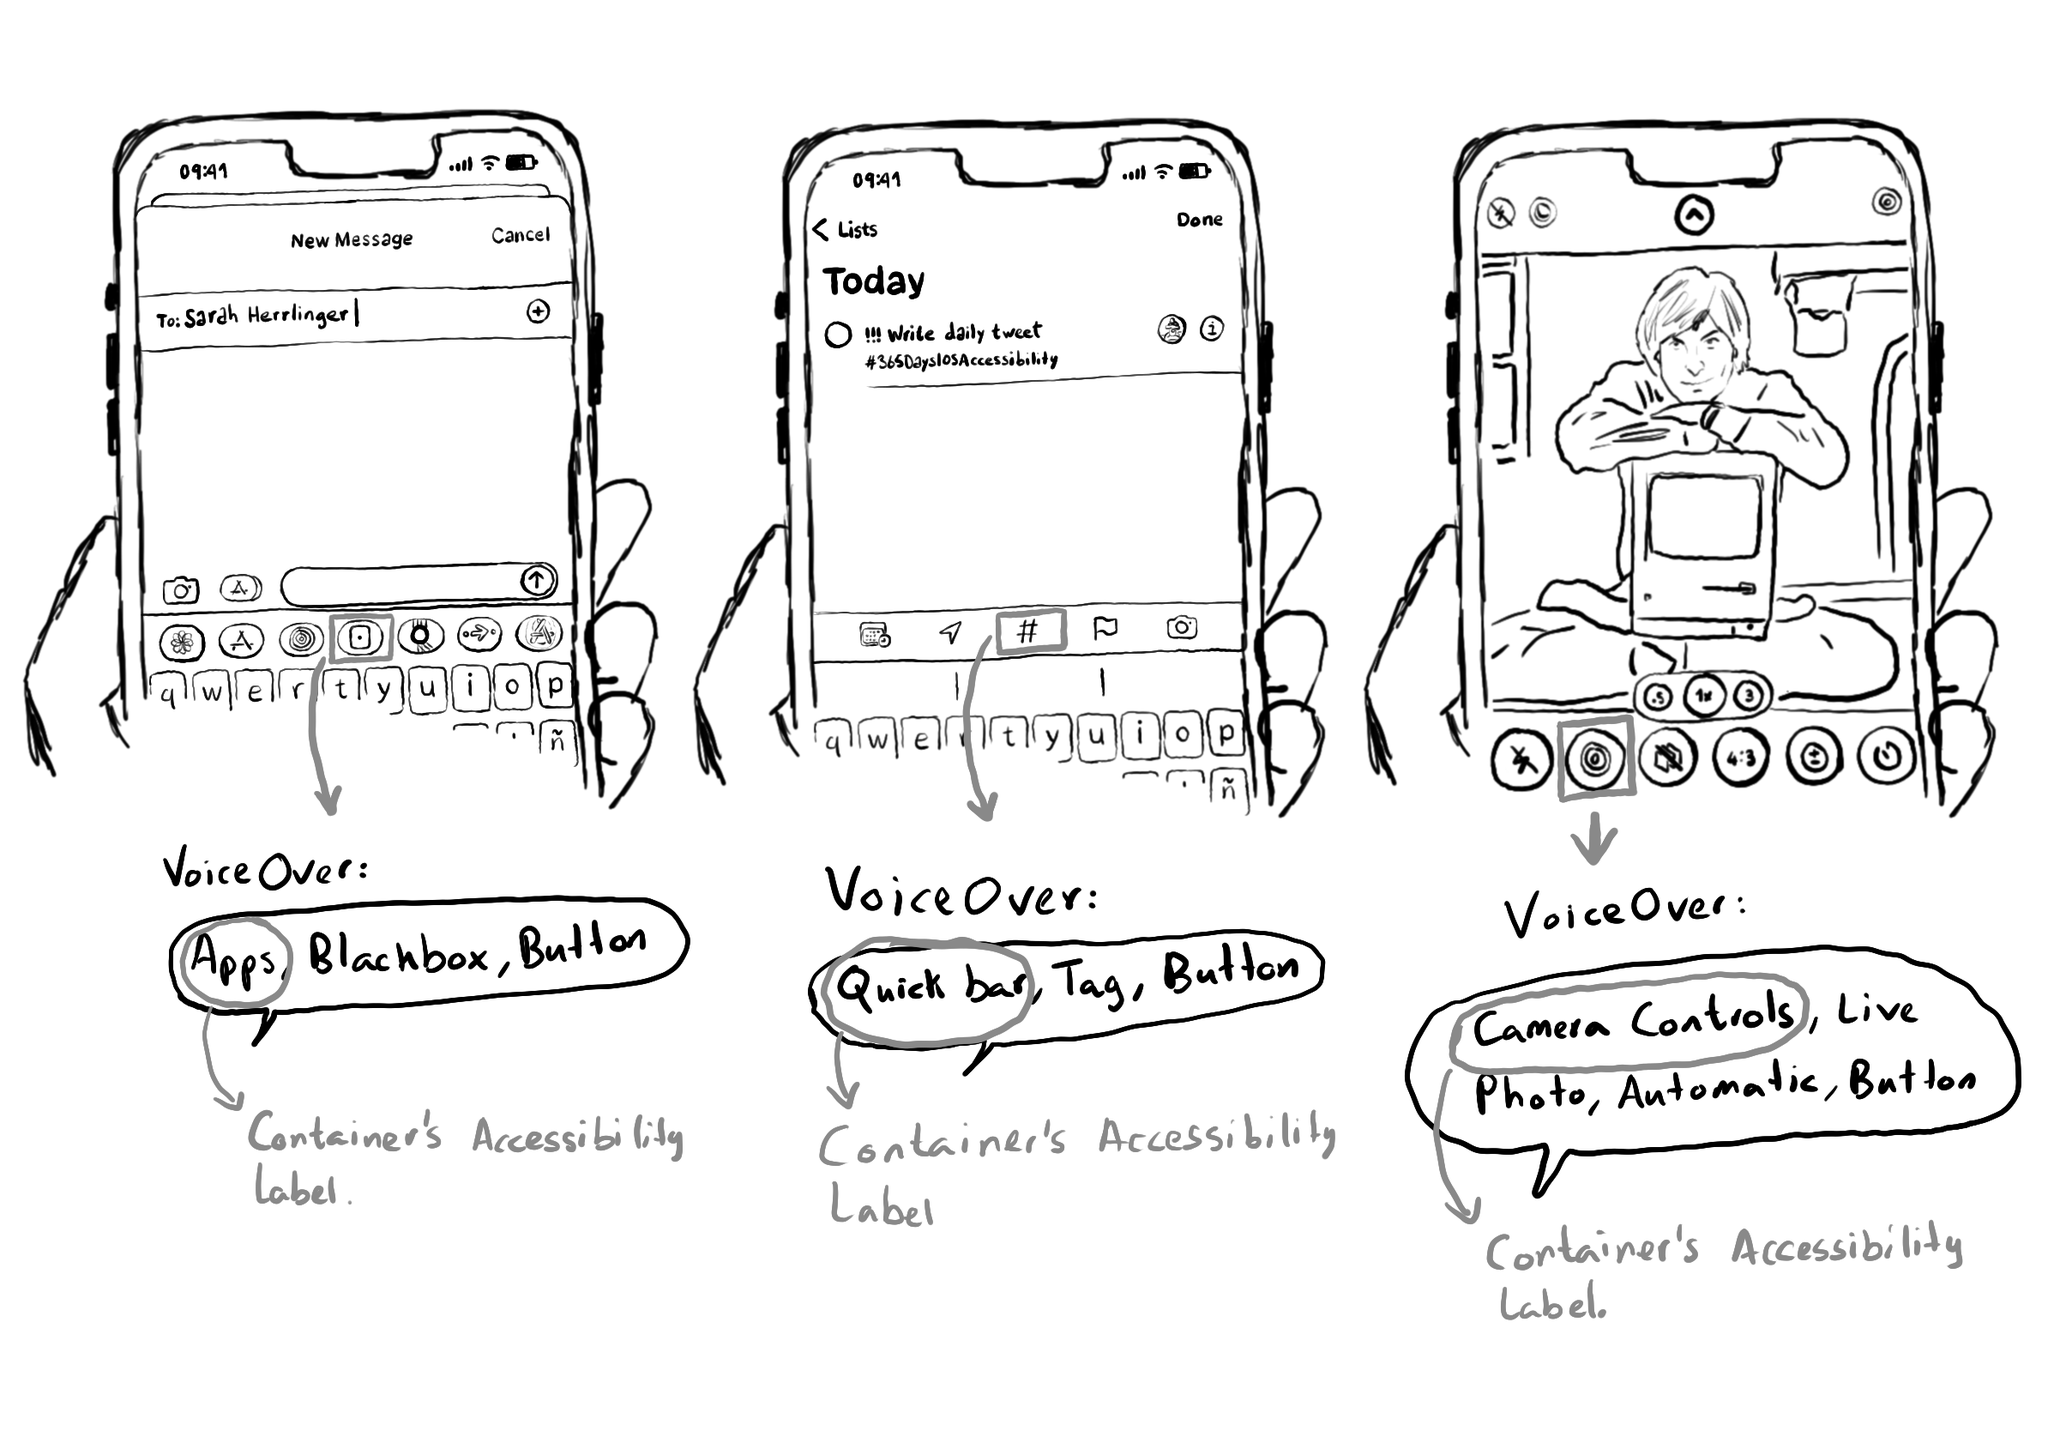 09:41
New Message
Cancel
To: Sarah Herrlinger
q w e r t y u i o p
ñ
VoiceOver:
Apps, Blackbox, Button
Container's Accessibility
Label.
09:41
Lists
Done
Today
!!! Write daily tweet
#365DaysIOSAccessibility
#
q w e r t y u i o p
ñ
VoiceOver:
Quick bar, Tag, Button
Container's Accessibility
Label
.5 1x 3
4:3
VoiceOver:
Camera Controls, Live
Photo, Automatic, Button
Container's Accessibility
Label.